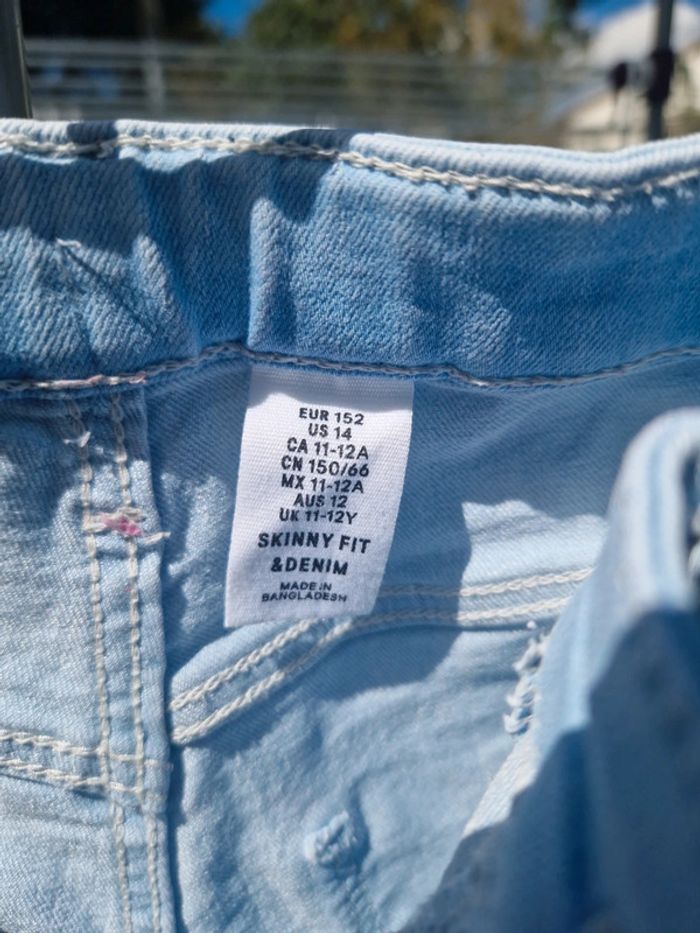 EUR 152
US 14
CA 11-12A
CN 150/66
MX 11-12A
AUS 12
UK 11-12Y
SKINNY FIT
&DENIM
MADE IN
BANGLADESH